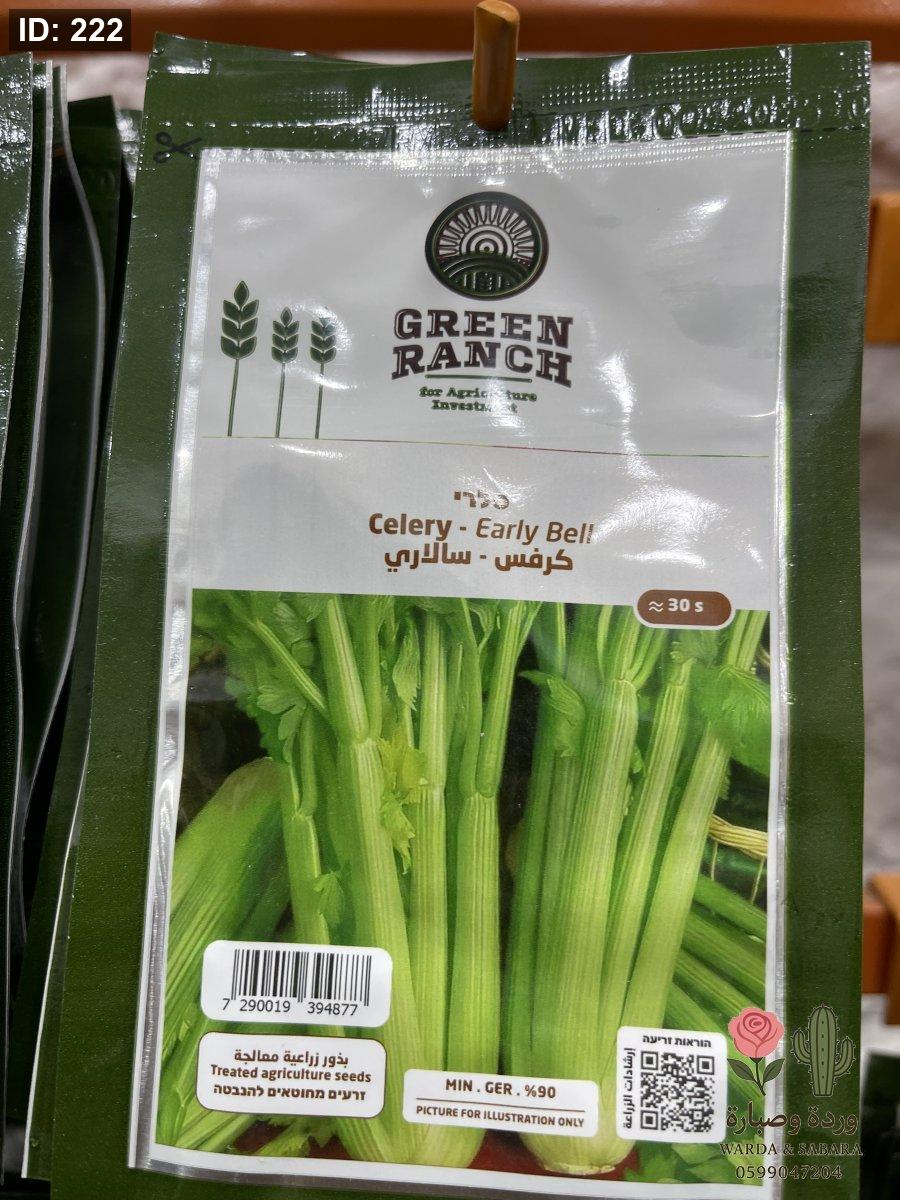 ID: 222
GREEN
RANCH
for Agriculture
Investment
סלרי
Celery - Early Bell
كرفس - سالاري
≈ 30 s
7 290019 394877
بذور زراعية معالجة
Treated agriculture seeds
זרעים מחוטאים להנבטה
MIN . GER . %90
PICTURE FOR ILLUSTRATION ONLY
הוראות זריעה
إرشادات الزراعة
وردة وصبارة
WARDA & SABARA
0599047204